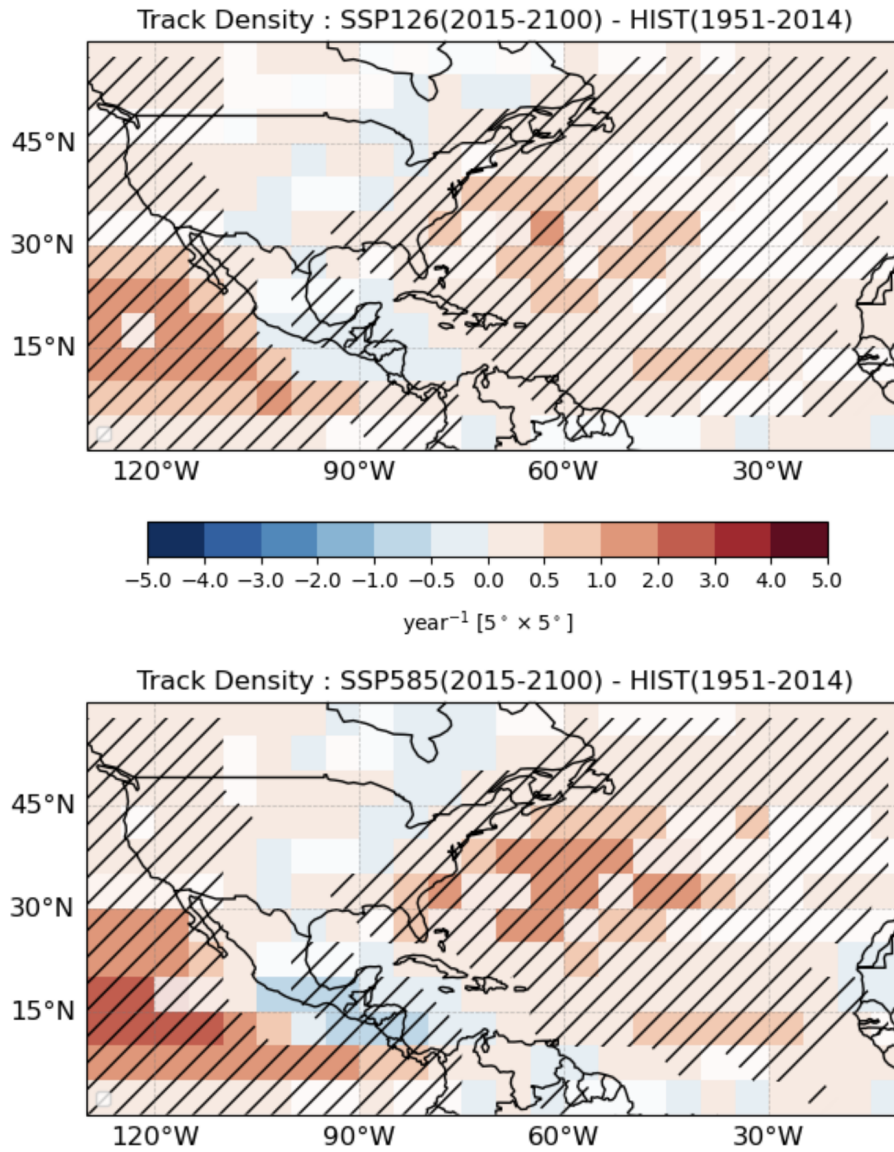 Track Density : SSP126(2015-2100) - HIST(1951-2014)
45°N
30°N
15°N
120°W 90°W 60°W 30°W
−5.0 −4.0 −3.0 −2.0 −1.0 −0.5 0.0 0.5 1.0 2.0 3.0 4.0 5.0
year⁻¹ [5° × 5°]
Track Density : SSP585(2015-2100) - HIST(1951-2014)
45°N
30°N
15°N
120°W 90°W 60°W 30°W